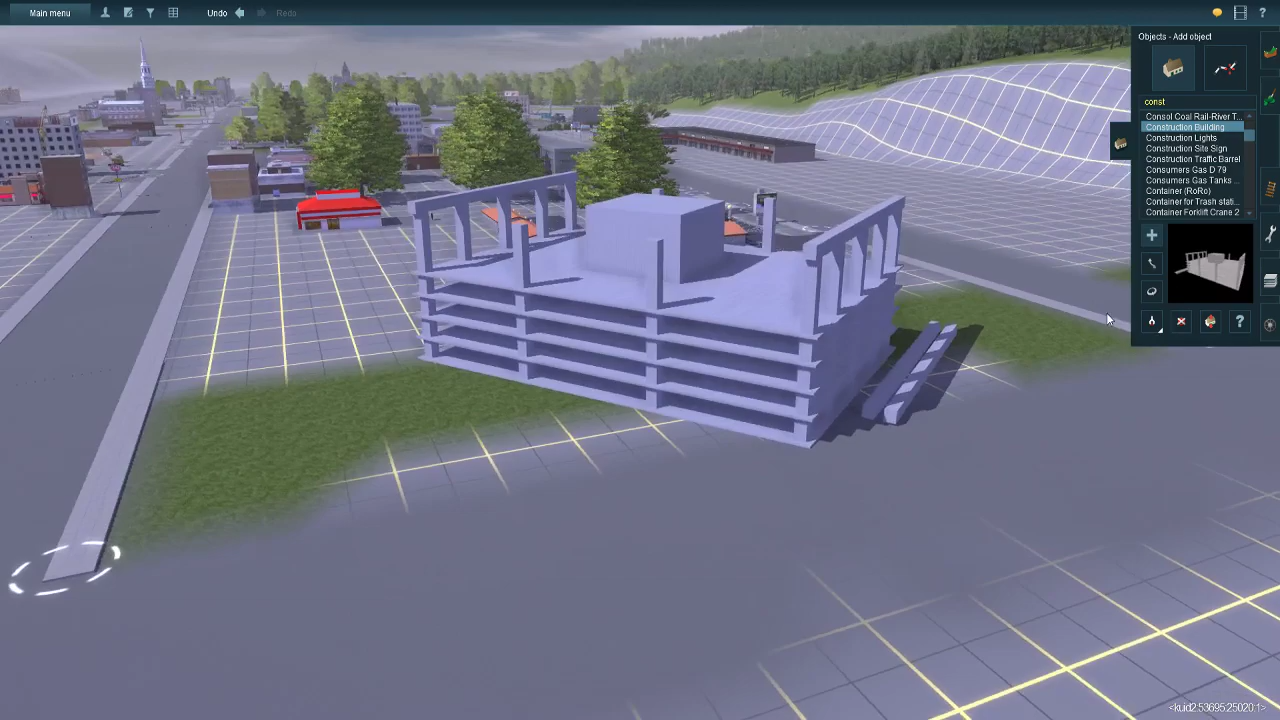 Main menu
Undo
Redo
?
Objects - Add object
const
Consol Coal Rail-River T...
Construction Building
Construction Lights
Construction Site Sign
Construction Traffic Barrel
Consumers Gas D 79
Consumers Gas Tanks ...
Container (RoRo)
Container for Trash stati...
Container Forklift Crane 2
?
<kuid2:53695:25020:1>